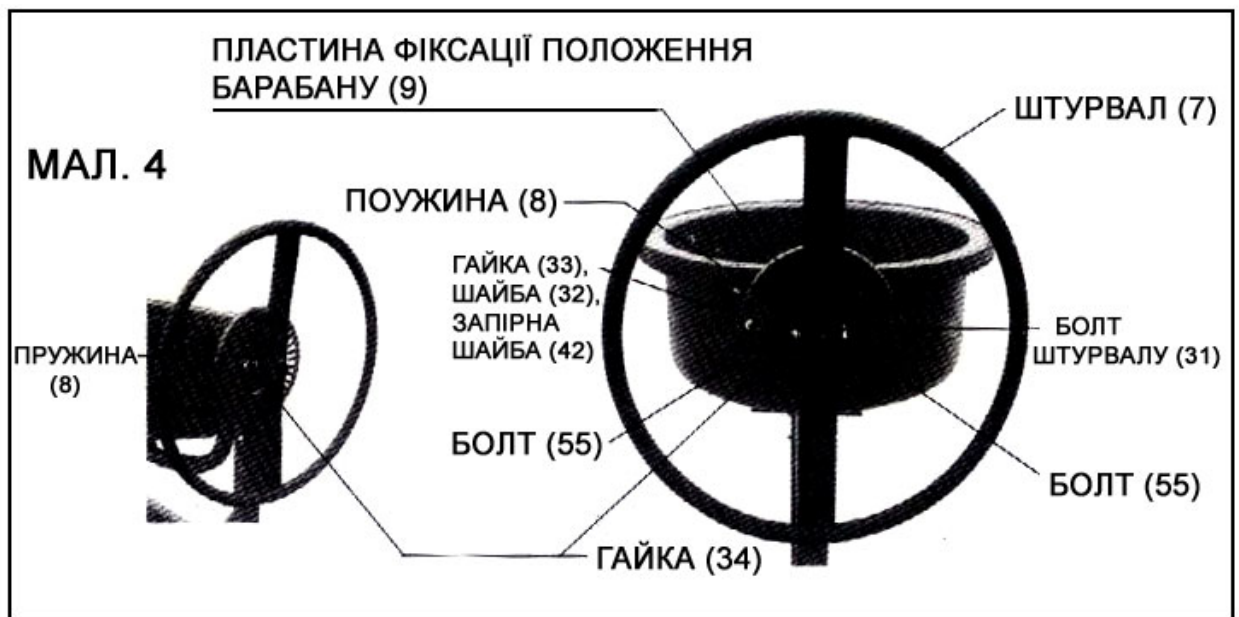 ПЛАСТИНА ФІКСАЦІЇ ПОЛОЖЕННЯ
БАРАБАНУ (9)
ШТУРВАЛ (7)
МАЛ. 4
ПОУЖИНА (8)
ГАЙКА (33),
ШАЙБА (32),
ЗАПІРНА
ШАЙБА (42)
БОЛТ
ШТУРВАЛУ (31)
ПРУЖИНА
(8)
БОЛТ (55)
БОЛТ (55)
ГАЙКА (34)